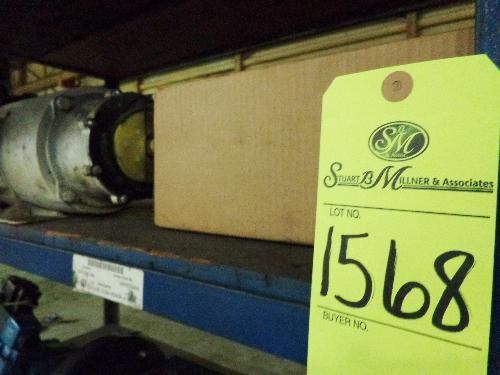 SM
STUART B MILLNER & Associates
LOT NO.
1568
BUYER NO.